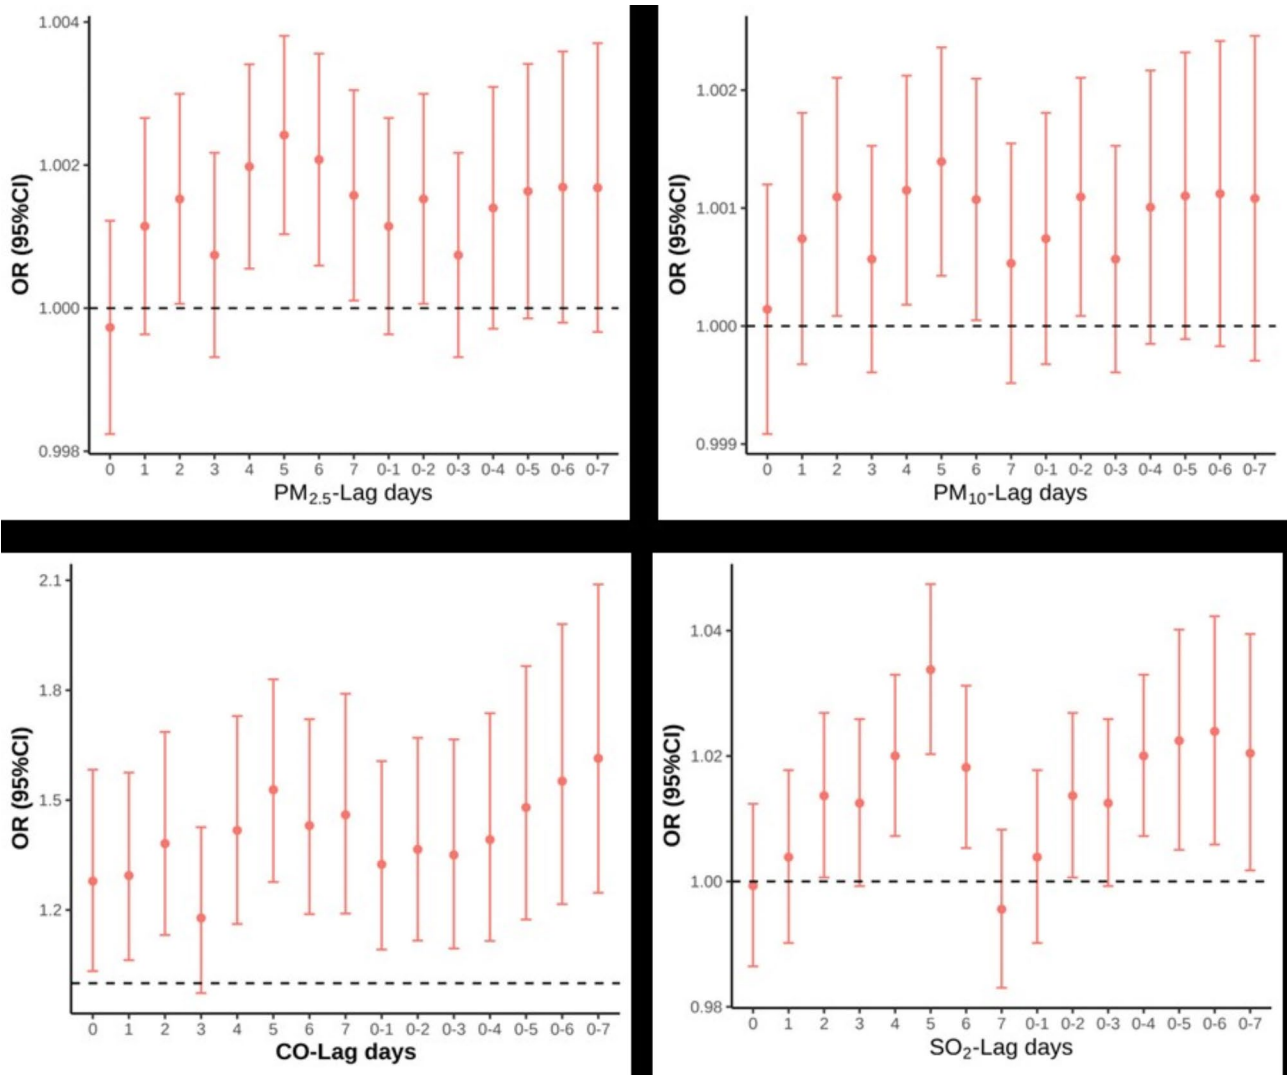 OR (95%CI)
1.004
1.002
1.000
0.998
0 1 2 3 4 5 6 7 0-1 0-2 0-3 0-4 0-5 0-6 0-7
PM2.5-Lag days
OR (95%CI)
1.002
1.001
1.000
0.999
0 1 2 3 4 5 6 7 0-1 0-2 0-3 0-4 0-5 0-6 0-7
PM10-Lag days
OR (95%CI)
2.1
1.8
1.5
1.2
0 1 2 3 4 5 6 7 0-1 0-2 0-3 0-4 0-5 0-6 0-7
CO-Lag days
OR (95%CI)
1.04
1.02
1.00
0.98
0 1 2 3 4 5 6 7 0-1 0-2 0-3 0-4 0-5 0-6 0-7
SO2-Lag days